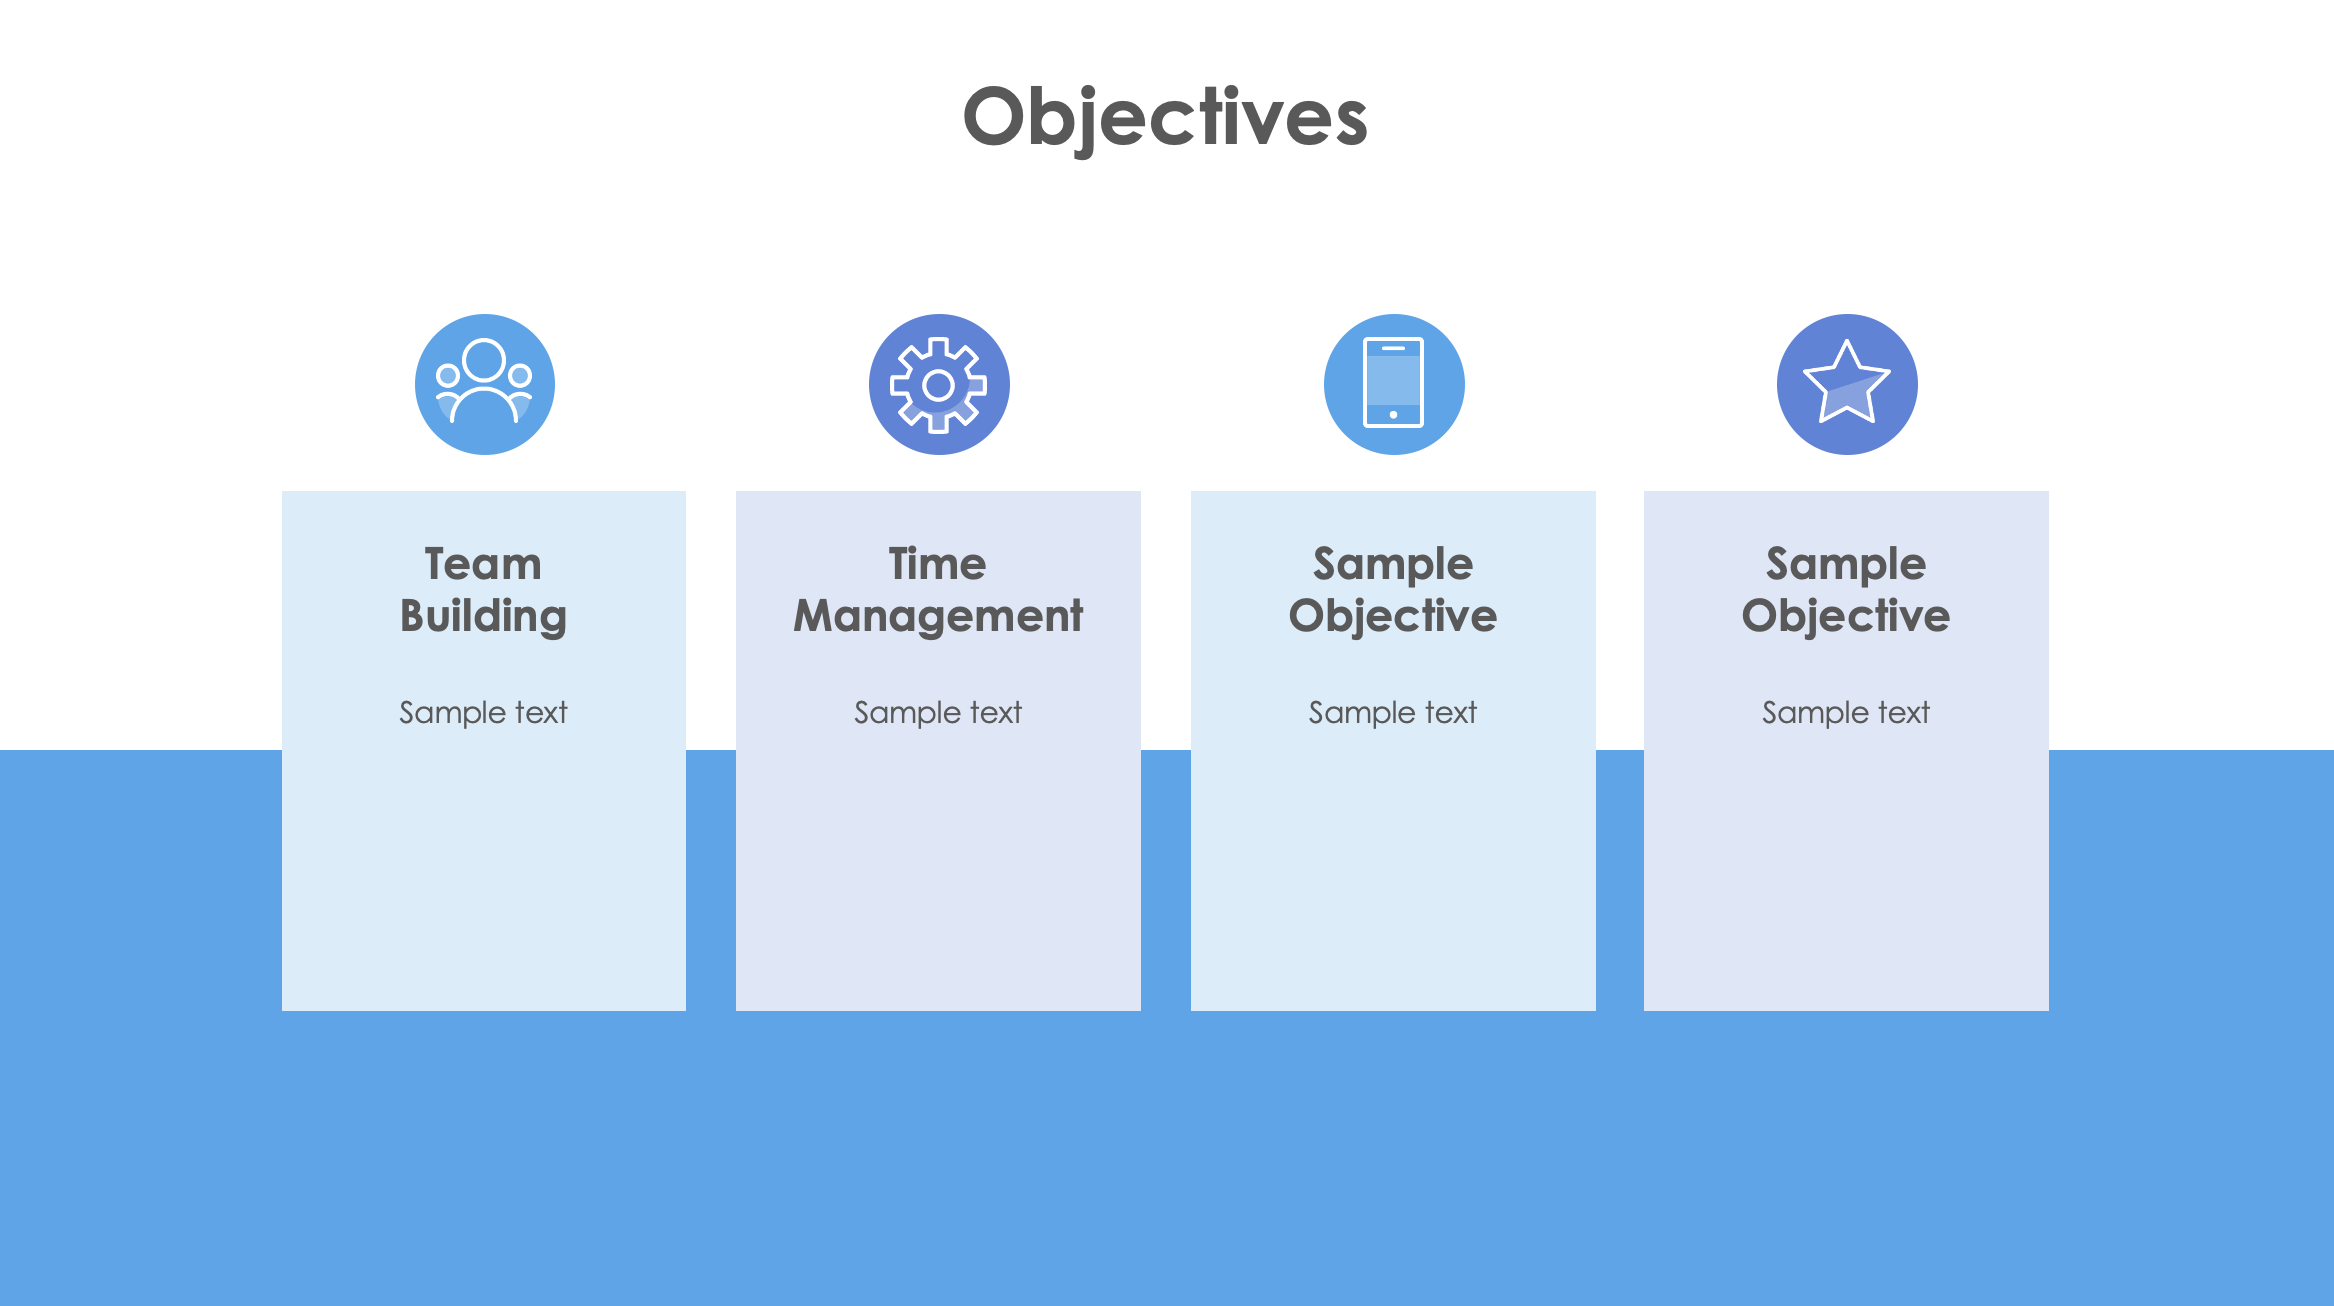 Objectives
Team
Building
Sample text
Time
Management
Sample text
Sample
Objective
Sample text
Sample
Objective
Sample text